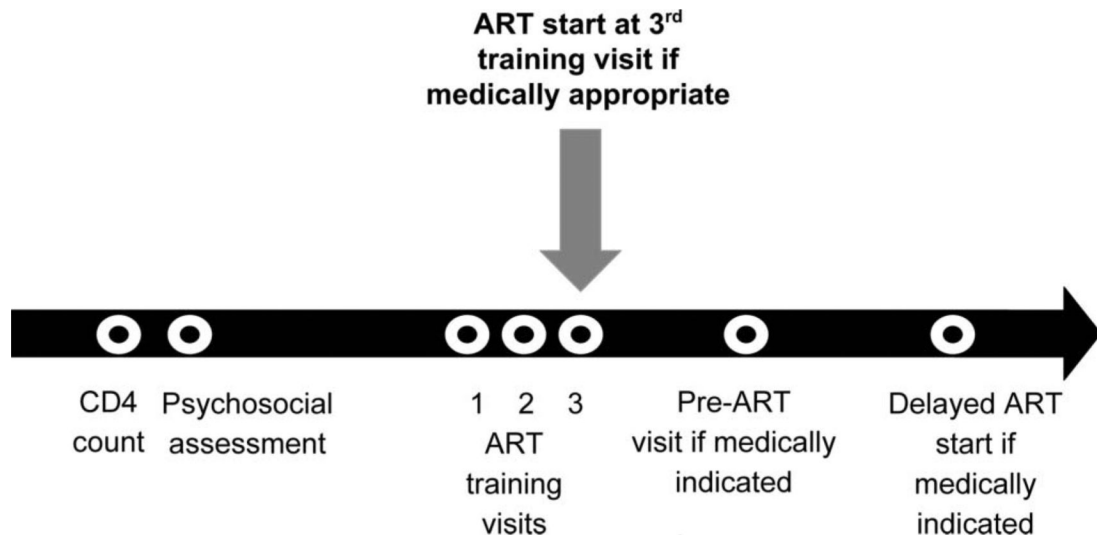 ART start at 3rd
training visit if
medically appropriate
CD4
count
Psychosocial
assessment
1 2 3
ART
training
visits
Pre-ART
visit if medically
indicated
Delayed ART
start if
medically
indicated